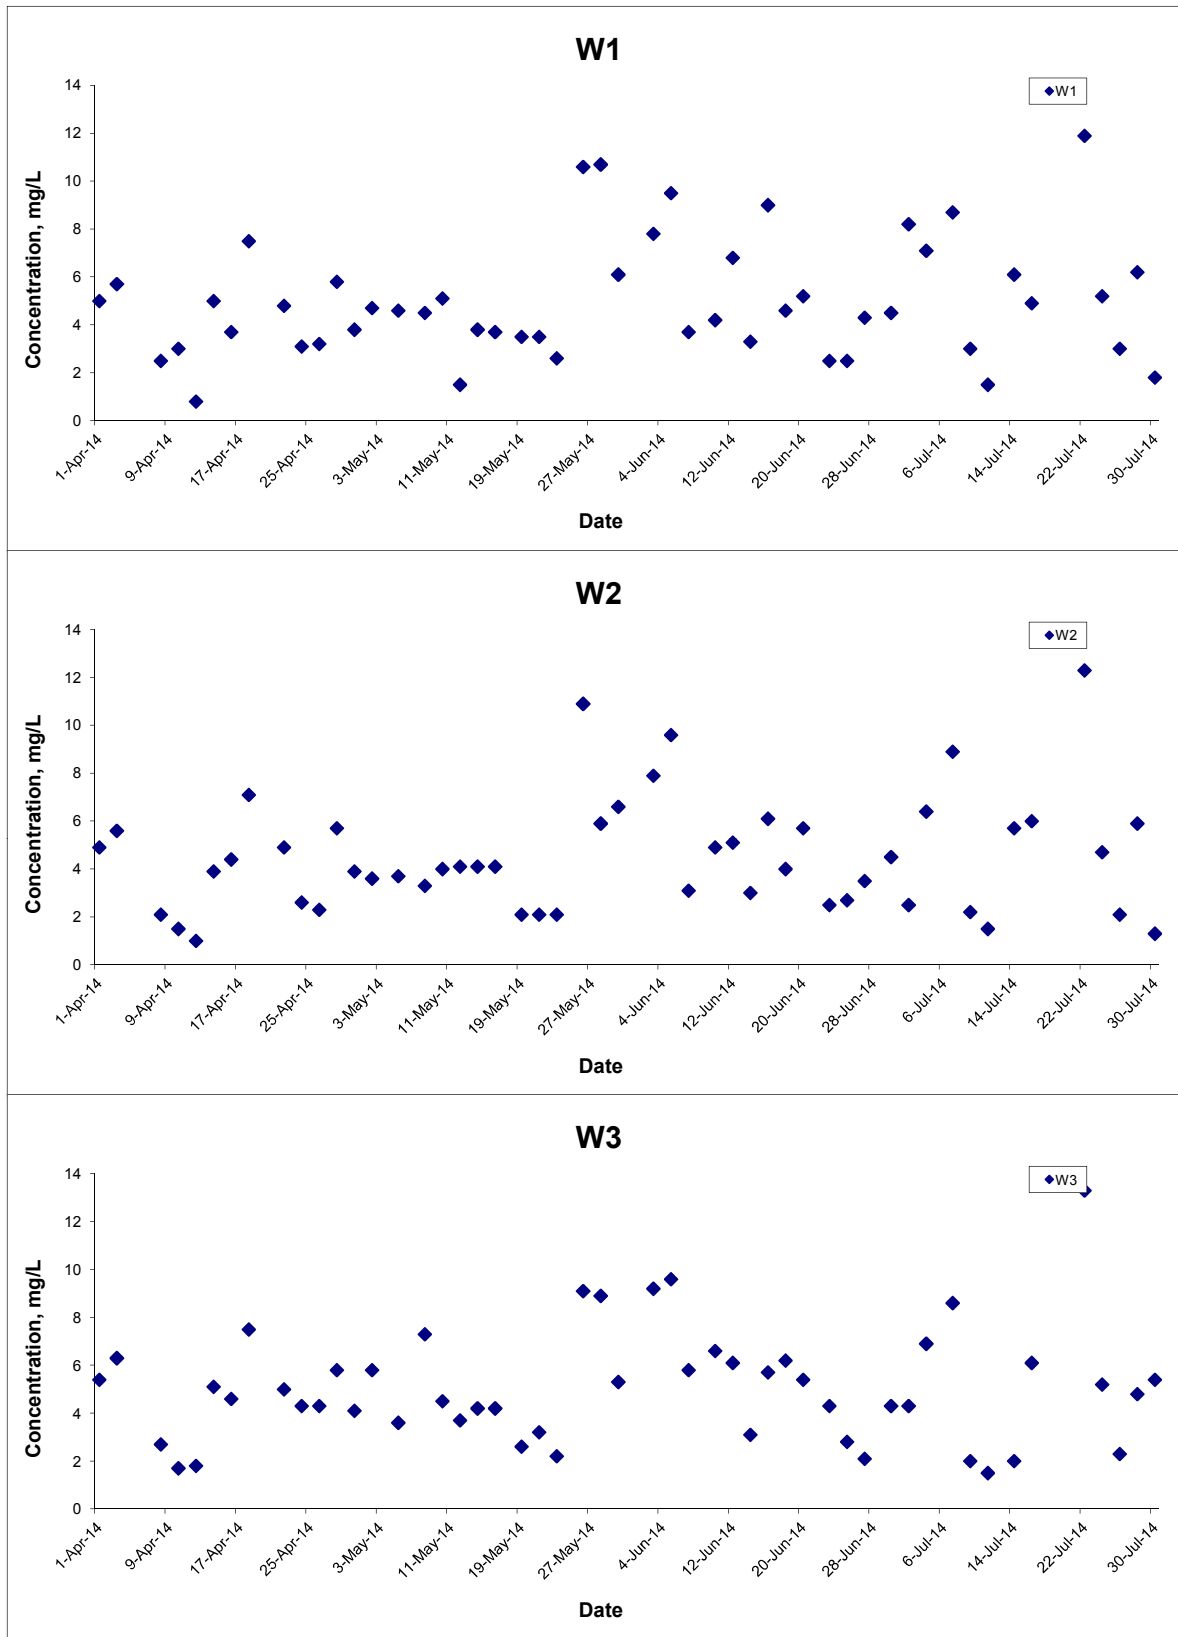 W1
W1
14
12
10
8
6
4
2
0
Concentration, mg/L
1-Apr-14 9-Apr-14 17-Apr-14 25-Apr-14 3-May-14 11-May-14 19-May-14 27-May-14 4-Jun-14 12-Jun-14 20-Jun-14 28-Jun-14 6-Jul-14 14-Jul-14 22-Jul-14 30-Jul-14
Date
W2
W2
14
12
10
8
6
4
2
0
Concentration, mg/L
1-Apr-14 9-Apr-14 17-Apr-14 25-Apr-14 3-May-14 11-May-14 19-May-14 27-May-14 4-Jun-14 12-Jun-14 20-Jun-14 28-Jun-14 6-Jul-14 14-Jul-14 22-Jul-14 30-Jul-14
Date
W3
W3
14
12
10
8
6
4
2
0
Concentration, mg/L
1-Apr-14 9-Apr-14 17-Apr-14 25-Apr-14 3-May-14 11-May-14 19-May-14 27-May-14 4-Jun-14 12-Jun-14 20-Jun-14 28-Jun-14 6-Jul-14 14-Jul-14 22-Jul-14 30-Jul-14
Date